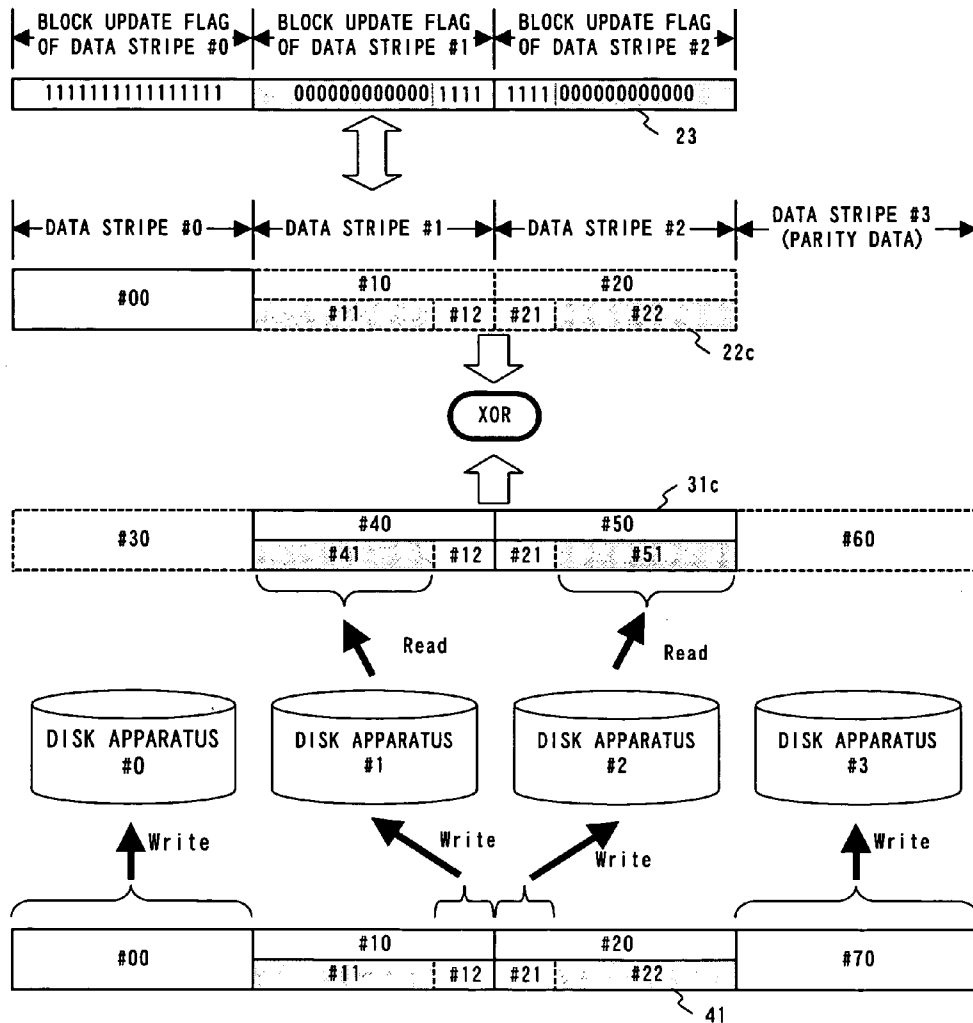 BLOCK UPDATE FLAG OF DATA STRIPE #0
BLOCK UPDATE FLAG OF DATA STRIPE #1
BLOCK UPDATE FLAG OF DATA STRIPE #2
1111111111111111 000000000000 1111 1111 000000000000
23
DATA STRIPE #0 DATA STRIPE #1 DATA STRIPE #2 DATA STRIPE #3 (PARITY DATA)
#00 #10 #20
#11 #12 #21 #22
22c
XOR
31c
#30 #40 #50 #60
#41 #12 #21 #51
Read Read
DISK APPARATUS #0
DISK APPARATUS #1
DISK APPARATUS #2
DISK APPARATUS #3
Write Write Write Write
#00 #10 #20 #70
#11 #12 #21 #22
41